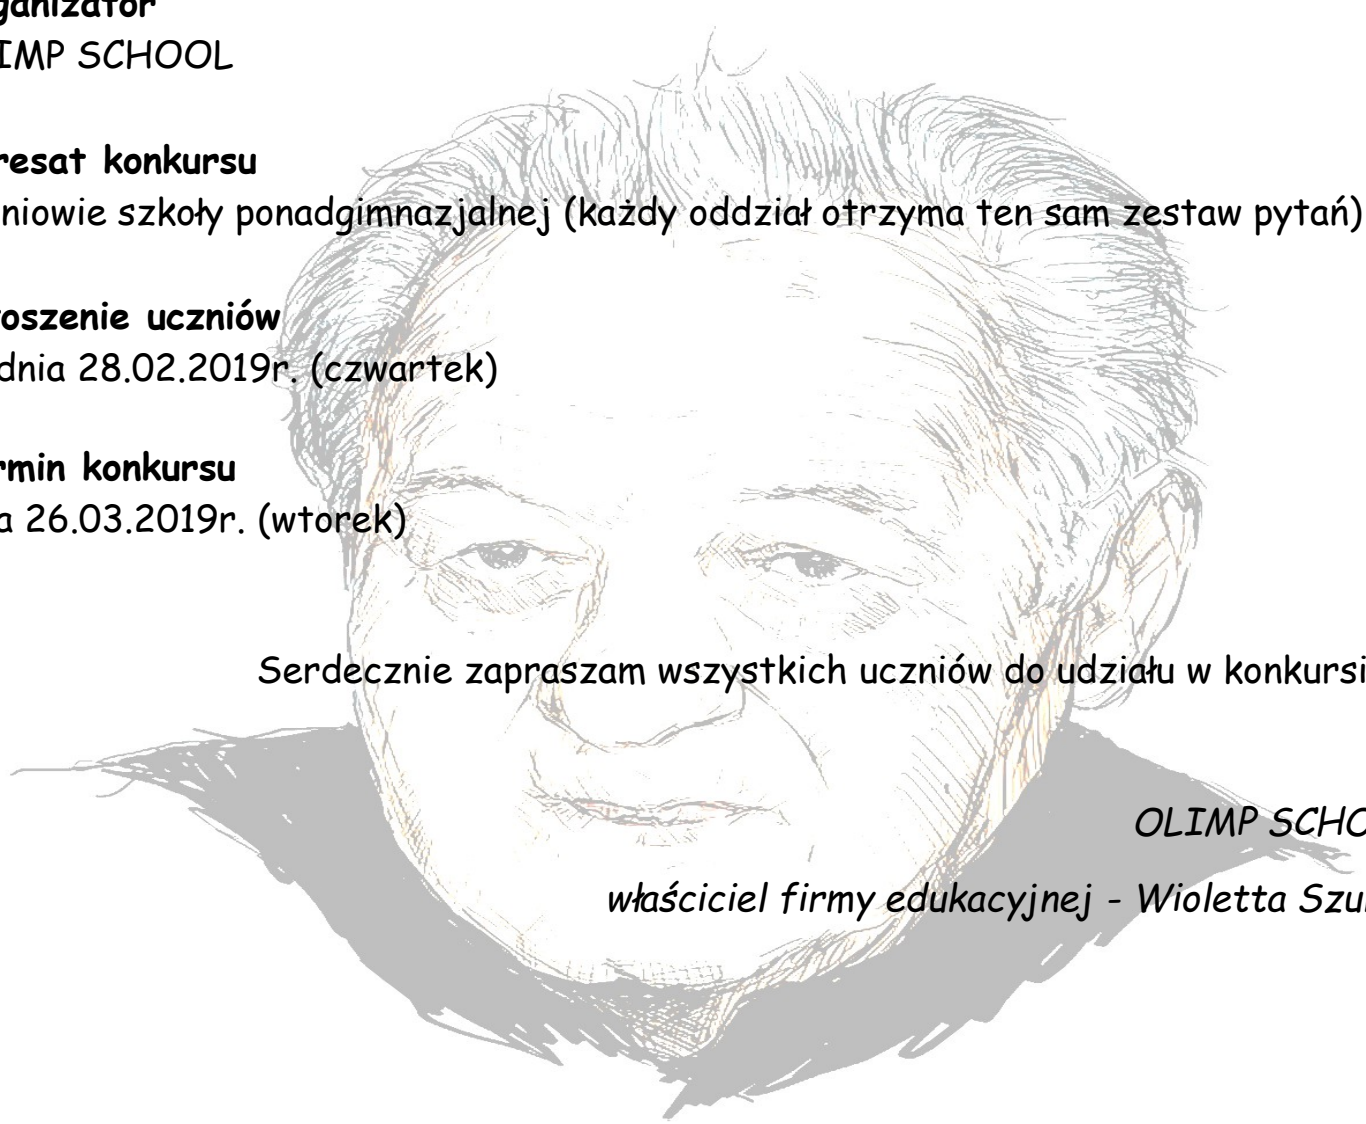 ganizator
IMP SCHOOL
resat konkursu
niowie szkoły ponadgimnazjalnej (każdy oddział otrzyma ten sam zestaw pytań)
oszenie uczniów
dnia 28.02.2019r. (czwartek)
rmin konkursu
a 26.03.2019r. (wtorek)
Serdecznie zapraszam wszystkich uczniów do udziału w konkursi
OLIMP SCHO
właściciel firmy edukacyjnej - Wioletta Szu